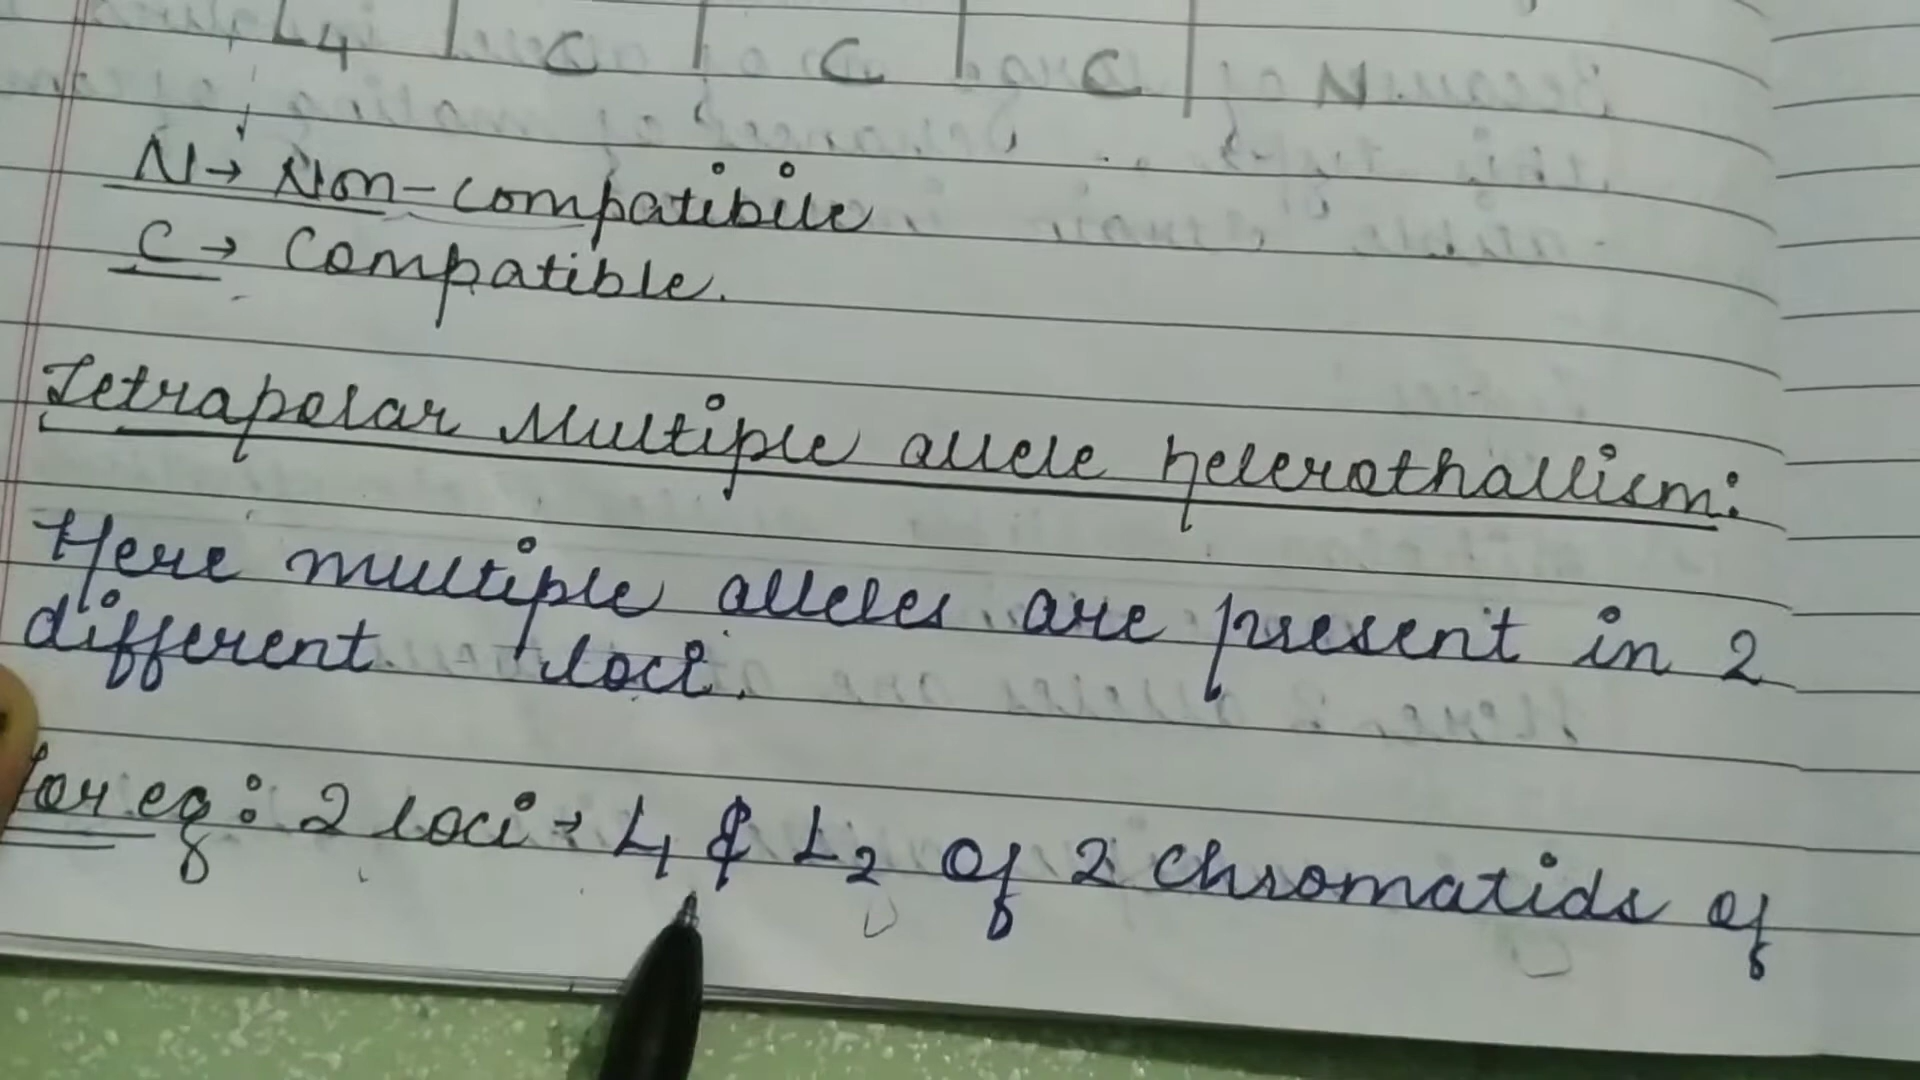 L4 | C | C | C | N
N → Non-compatibile
C → Compatible.
Tetrapolar Multiple allele heterothallism:
Here multiple alleles are present in 2
different loci.
for eg: 2 loci → L1 & L2 of 2 chromatids of